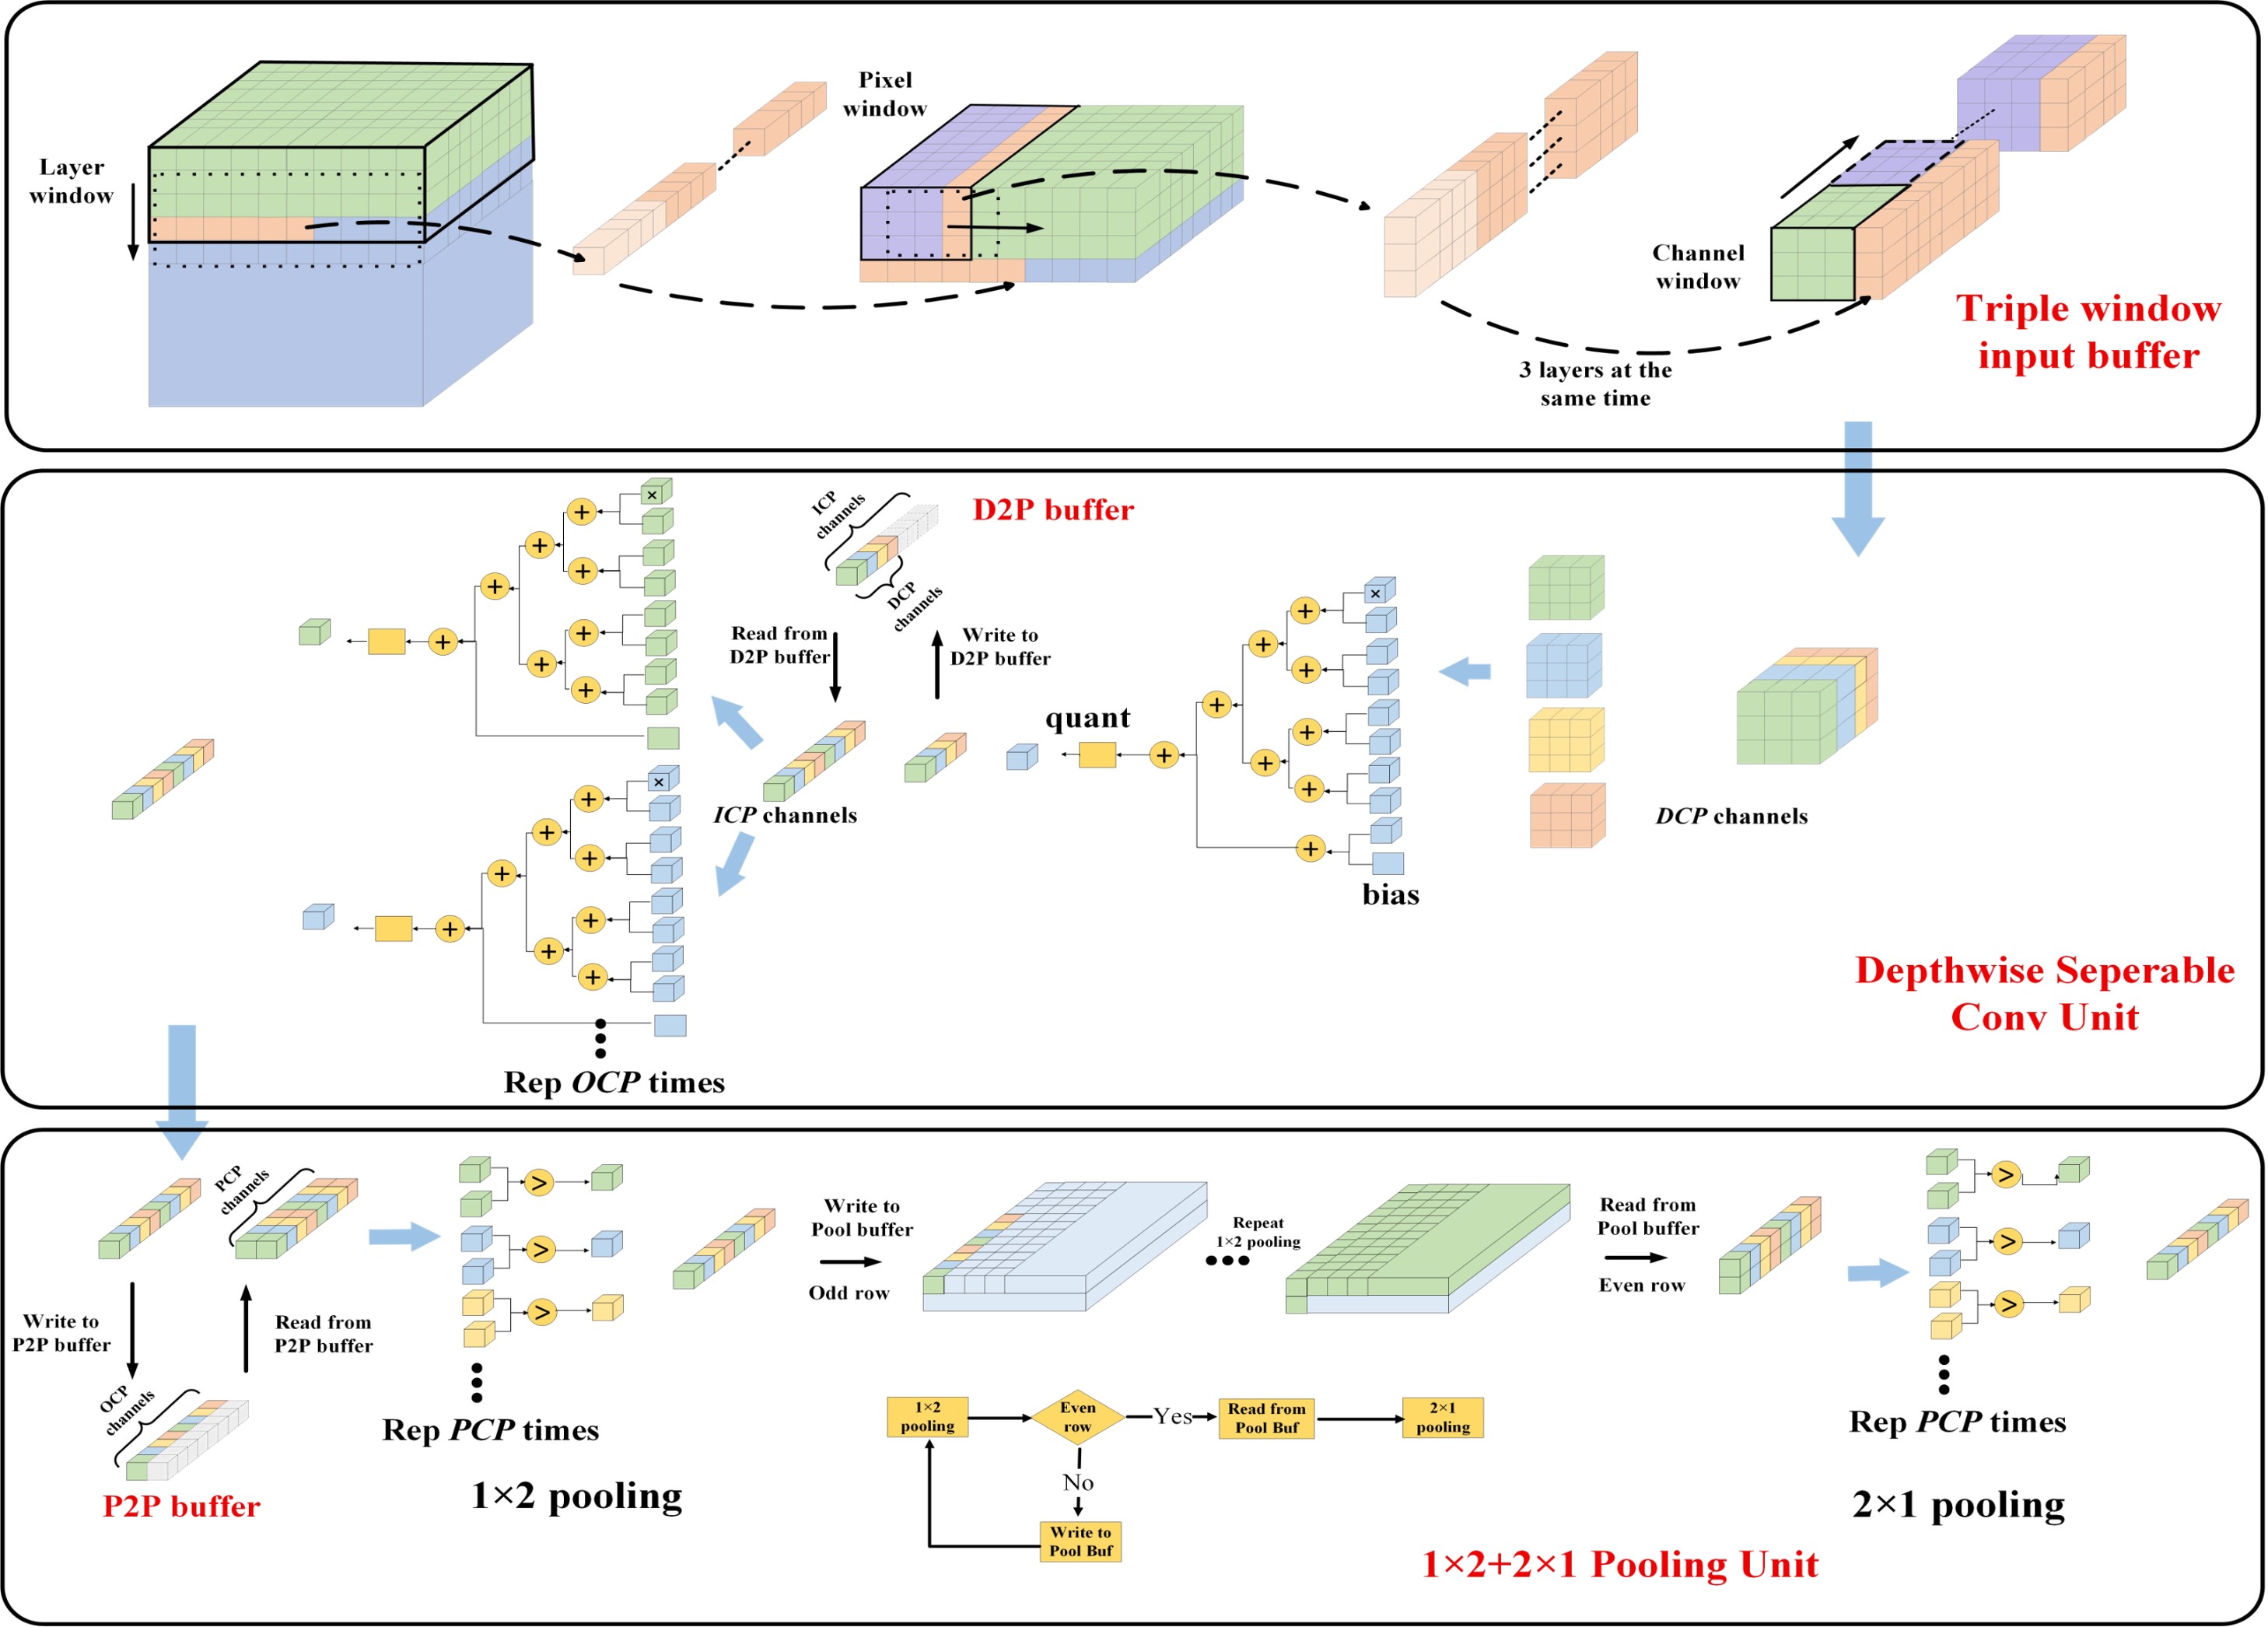 Layer
window
Pixel
window
Channel
window
3 layers at the
same time
Triple window
input buffer
×
ICP
channels
DCP
channels
D2P buffer
Read from
D2P buffer
Write to
D2P buffer
+
+
+
+
+
+
+
+
ICP channels
×
+
+
+
+
+
+
+
+
Rep OCP times
quant
×
+
+
+
+
+
+
+
+
+
bias
DCP channels
Depthwise Seperable
Conv Unit
PCP
channels
Write to
P2P buffer
Read from
P2P buffer
OCP
channels
P2P buffer
>
>
>
Rep PCP times
1×2 pooling
Write to
Pool buffer
Odd row
Repeat
1×2 pooling
Read from
Pool buffer
Even row
1×2
pooling
Even
row
Yes
Read from
Pool Buf
2×1
pooling
No
Write to
Pool Buf
>
>
>
Rep PCP times
2×1 pooling
1×2+2×1 Pooling Unit